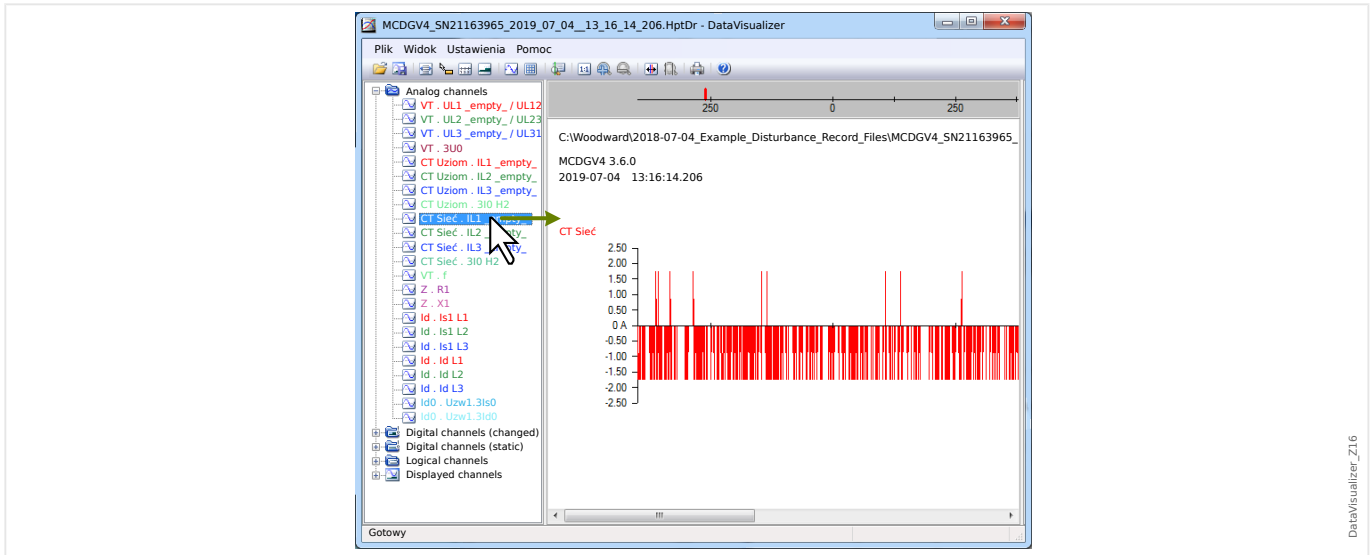 MCDGV4_SN21163965_2019_07_04__13_16_14_206.HptDr - DataVisualizer
Plik Widok Ustawienia Pomoc
1:1
Analog channels
VT . UL1 _empty_ / UL12
VT . UL2 _empty_ / UL23
VT . UL3 _empty_ / UL31
VT . 3U0
CT Uziom . IL1 _empty_
CT Uziom . IL2 _empty_
CT Uziom . IL3 _empty_
CT Uziom . 3I0 H2
CT Sieć . IL1 _empty_
CT Sieć . IL2 _empty_
CT Sieć . IL3 _empty_
CT Sieć . 3I0 H2
VT . f
Z . R1
Z . X1
Id . Is1 L1
Id . Is1 L2
Id . Is1 L3
Id . Id L1
Id . Id L2
Id . Id L3
Id0 . Uzw1.3Is0
Id0 . Uzw1.3Id0
Digital channels (changed)
Digital channels (static)
Logical channels
Displayed channels
250 0 250
C:\Woodward\2018-07-04_Example_Disturbance_Record_Files\MCDGV4_SN21163965_
MCDGV4 3.6.0
2019-07-04 13:16:14.206
CT Sieć
2.50
2.00
1.50
1.00
0.50
0 A
-0.50
-1.00
-1.50
-2.00
-2.50
Gotowy
DataVisualizer_Z16